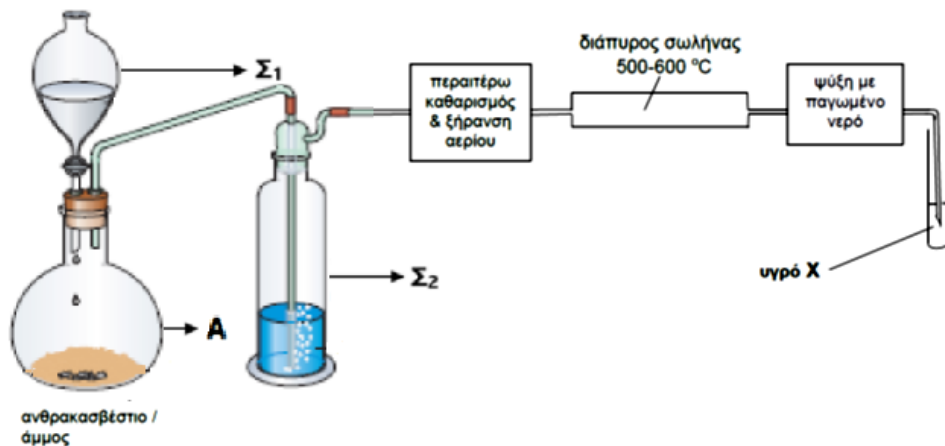 Σ₁
περαιτέρω
καθαρισμός
& ξήρανση
αερίου
διάπυρος σωλήνας
500-600 °C
ψύξη με
παγωμένο
νερό
υγρό Χ
Σ₂
Α
ανθρακασβέστιο /
άμμος